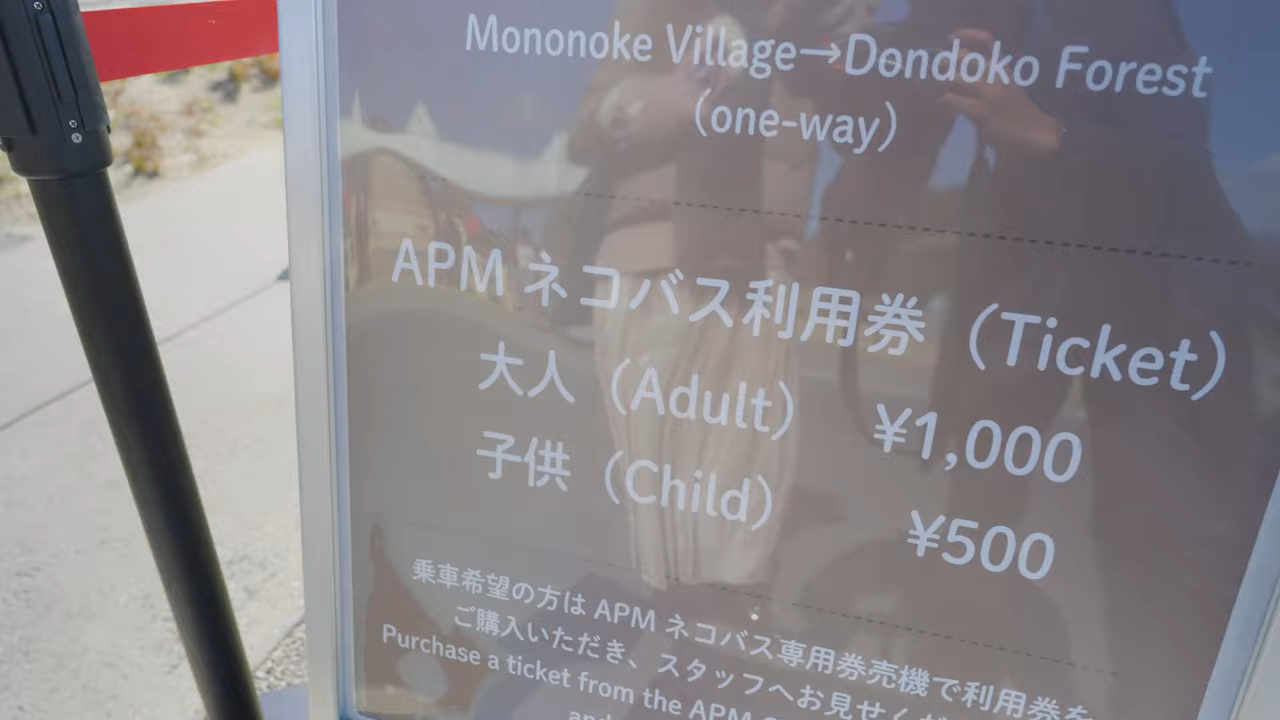 Mononoke Village→Dondoko Forest
(one-way)
APM ネコバス利用券 (Ticket)
大人 (Adult) ¥1,000
子供 (Child) ¥500
乗車希望の方は APM ネコバス専用券売機で利用券を
ご購入いただき、スタッフへお見せくだ
Purchase a ticket from the APM
and